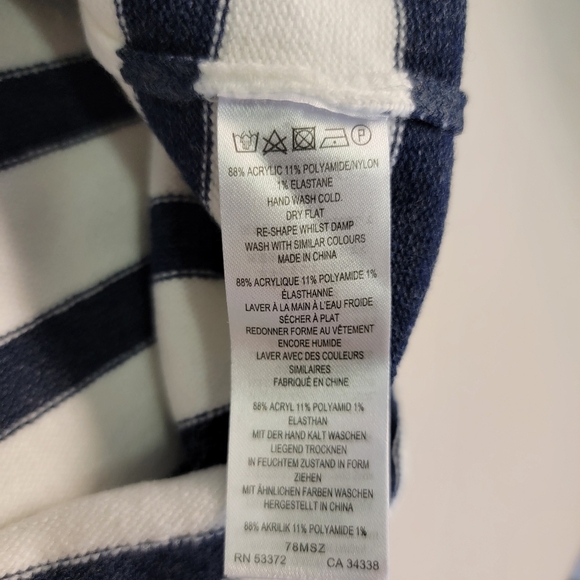 P
88% ACRYLIC 11% POLYAMIDE/NYLON
1% ELASTANE
HAND WASH COLD.
DRY FLAT
RE-SHAPE WHILST DAMP
WASH WITH SIMILAR COLOURS
MADE IN CHINA
88% ACRYLIQUE 11% POLYAMIDE 1%
ÉLASTHANNE
LAVER À LA MAIN À L'EAU FROIDE
SÉCHER À PLAT
REDONNER FORME AU VÊTEMENT
ENCORE HUMIDE
LAVER AVEC DES COULEURS
SIMILAIRES
FABRIQUÉ EN CHINE
88% ACRYL 11% POLYAMID 1%
ELASTHAN
MIT DER HAND KALT WASCHEN
LIEGEND TROCKNEN
IN FEUCHTEM ZUSTAND IN FORM
ZIEHEN
MIT ÄHNLICHEN FARBEN WASCHEN
HERGESTELLT IN CHINA
88% AKRILIK 11% POLYAMIDE 1%
78MSZ
RN 53372 CA 34338